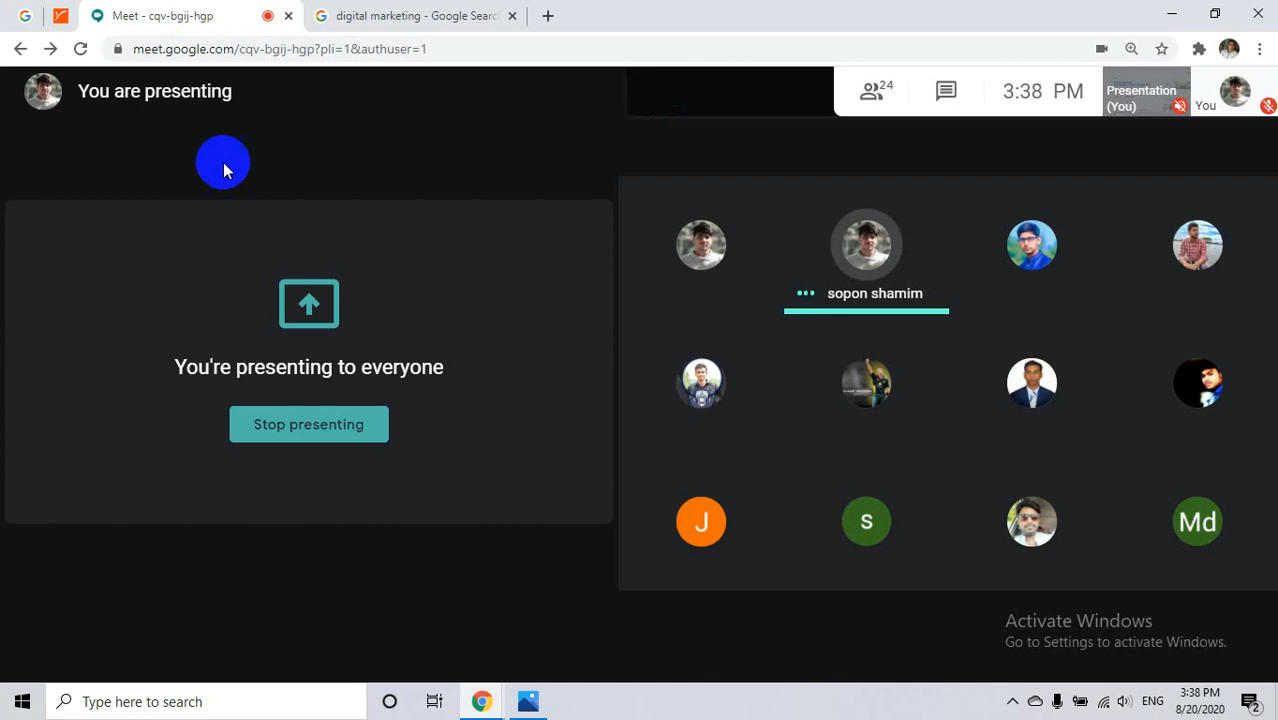 Meet - cqv-bgij-hgp
digital marketing - Google Searc
meet.google.com/cqv-bgij-hgp?pli=1&authuser=1
You are presenting
24
3:38 PM
Presentation
(You)
You
sopon shamim
You're presenting to everyone
Stop presenting
J
s
Md
Activate Windows
Go to Settings to activate Windows.
Type here to search
ENG
3:38 PM
8/20/2020
2